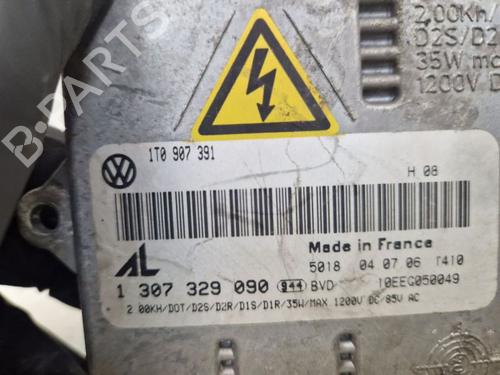 2,00Kh/
D2S/D2
35W
1200V
B-PARTS
1T0 907 391
H 08
Made in France
5018 04 07 06 T410
AL
1 307 329 090 944 BVD 10EEG050049
2 00KH/DOT/D2S/D2R/D1S/D1R/35W/MAX 1200V DC/85V AC